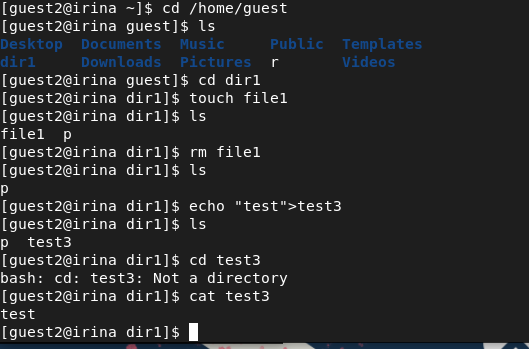 [guest2@irina ~]$ cd /home/guest
[guest2@irina guest]$ ls
Desktop  Documents  Music     Public  Templates
dir1     Downloads  Pictures  r       Videos
[guest2@irina guest]$ cd dir1
[guest2@irina dir1]$ touch file1
[guest2@irina dir1]$ ls
file1  p
[guest2@irina dir1]$ rm file1
[guest2@irina dir1]$ ls
p
[guest2@irina dir1]$ echo "test">test3
[guest2@irina dir1]$ ls
p  test3
[guest2@irina dir1]$ cd test3
bash: cd: test3: Not a directory
[guest2@irina dir1]$ cat test3
test
[guest2@irina dir1]$